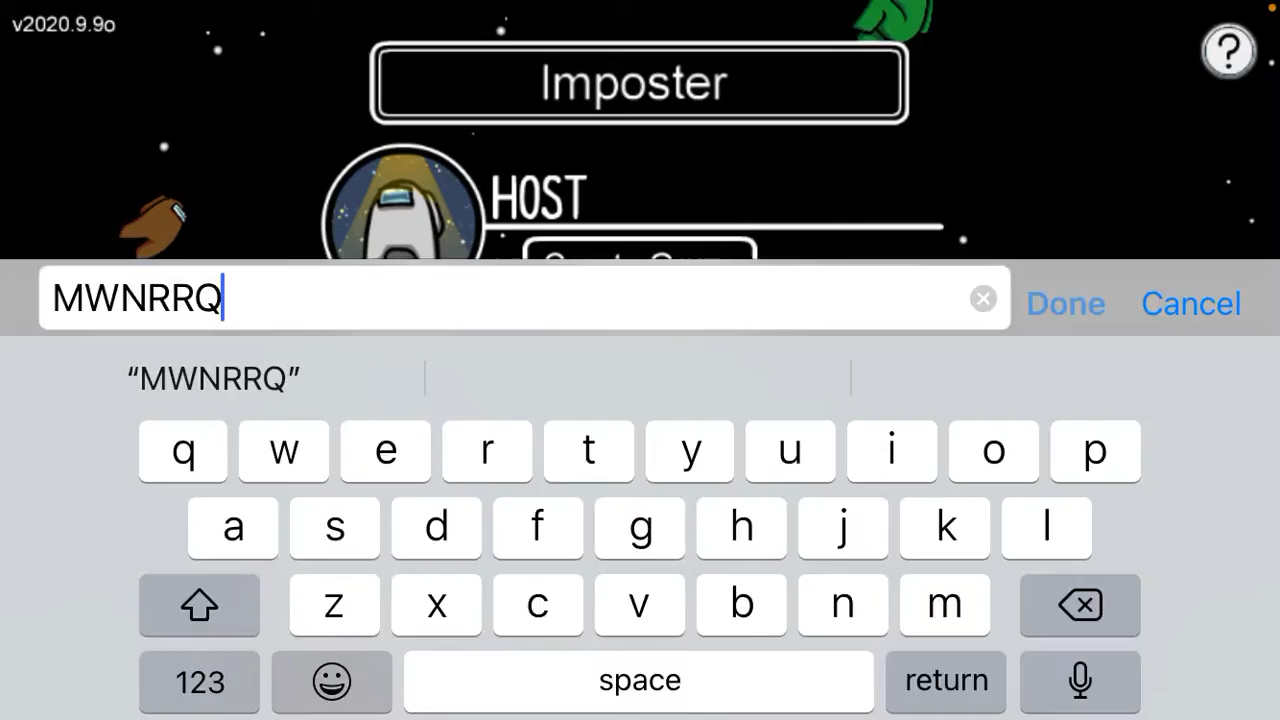 v2020.9.9o
Imposter
?
HOST
MWNRRQ
Done
Cancel
“MWNRRQ”
q w e r t y u i o p
a s d f g h j k l
z x c v b n m
123 space return